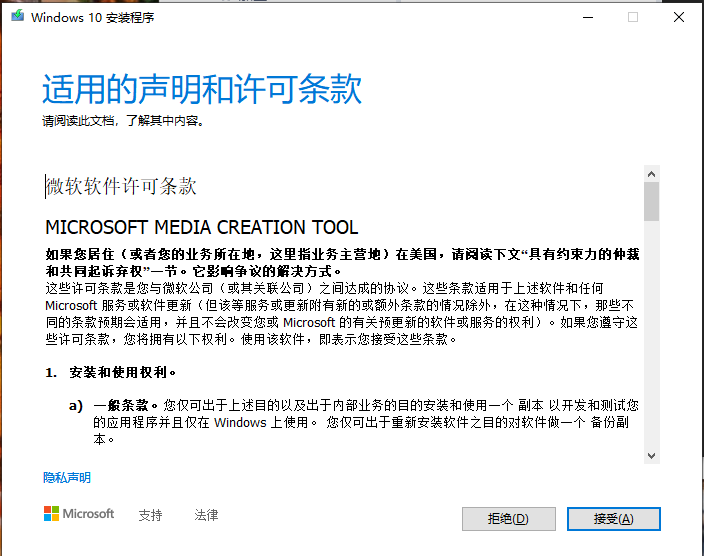 Windows 10 安装程序
适用的声明和许可条款
请阅读此文档，了解其中内容。
微软软件许可条款
MICROSOFT MEDIA CREATION TOOL
如果您居住（或者您的业务所在地，这里指业务主营地）在美国，请阅读下文“具有约束力的仲裁
和共同起诉弃权”一节。它影响争议的解决方式。
这些许可条款是您与微软公司（或其关联公司）之间达成的协议。这些条款适用于上述软件和任何
Microsoft 服务或软件更新（但该等服务或更新附有新的或额外条款的情况除外，在这种情况下，那些不
同的条款预期会适用，并且不会改变您或 Microsoft 的有关预更新的软件或服务的权利）。如果您遵守这
些许可条款，您将拥有以下权利。使用该软件，即表示您接受这些条款。
1. 安装和使用权利。
a) 一般条款。您仅可出于上述目的以及出于内部业务的目的安装和使用一个 副本 以开发和测试您
的应用程序并且仅在 Windows 上使用。 您仅可出于重新安装软件之目的对软件做一个 备份副
本。
隐私声明
Microsoft 支持 法律
拒绝(D) 接受(A)